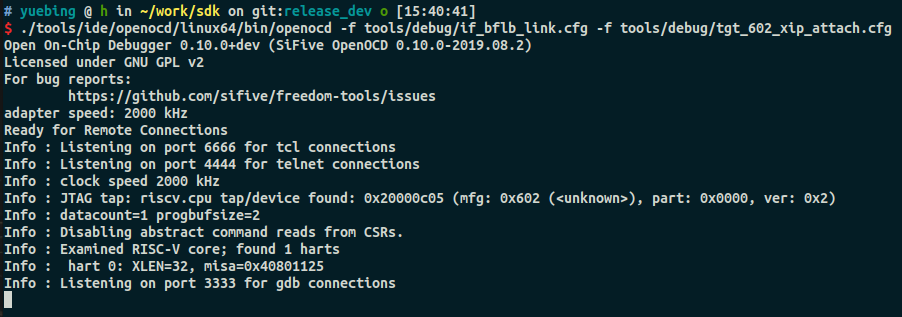 # yuebing @ h in ~/work/sdk on git:release_dev o [15:40:41]
$ ./tools/ide/openocd/linux64/bin/openocd -f tools/debug/if_bflb_link.cfg -f tools/debug/tgt_602_xip_attach.cfg
Open On-Chip Debugger 0.10.0+dev (SiFive OpenOCD 0.10.0-2019.08.2)
Licensed under GNU GPL v2
For bug reports:
        https://github.com/sifive/freedom-tools/issues
adapter speed: 2000 kHz
Ready for Remote Connections
Info : Listening on port 6666 for tcl connections
Info : Listening on port 4444 for telnet connections
Info : clock speed 2000 kHz
Info : JTAG tap: riscv.cpu tap/device found: 0x20000c05 (mfg: 0x602 (<unknown>), part: 0x0000, ver: 0x2)
Info : datacount=1 progbufsize=2
Info : Disabling abstract command reads from CSRs.
Info : Examined RISC-V core; found 1 harts
Info :  hart 0: XLEN=32, misa=0x40801125
Info : Listening on port 3333 for gdb connections